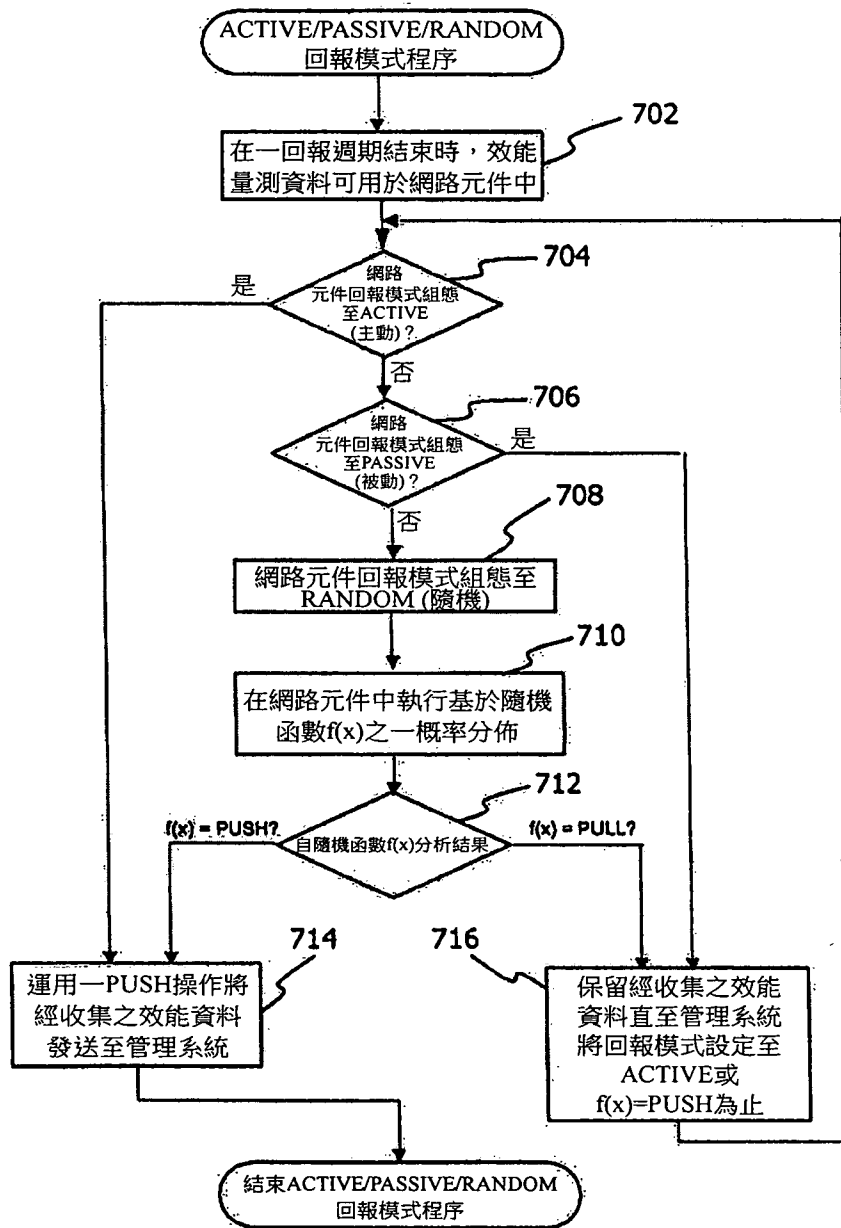 ACTIVE/PASSIVE/RANDOM
回報模式程序
702
在一回報週期結束時，效能
量測資料可用於網路元件中
704
網路
元件回報模式組態
至ACTIVE
(主動)？
是
否
706
網路
元件回報模式組態
至PASSIVE
(被動)？
是
否
708
網路元件回報模式組態至
RANDOM (隨機)
710
在網路元件中執行基於隨機
函數f(x)之一概率分佈
712
f(x) = PUSH?
自隨機函數f(x)分析結果
f(x) = PULL?
714
運用一PUSH操作將
經收集之效能資料
發送至管理系統
716
保留經收集之效能
資料直至管理系統
將回報模式設定至
ACTIVE或
f(x)=PUSH為止
結束ACTIVE/PASSIVE/RANDOM
回報模式程序